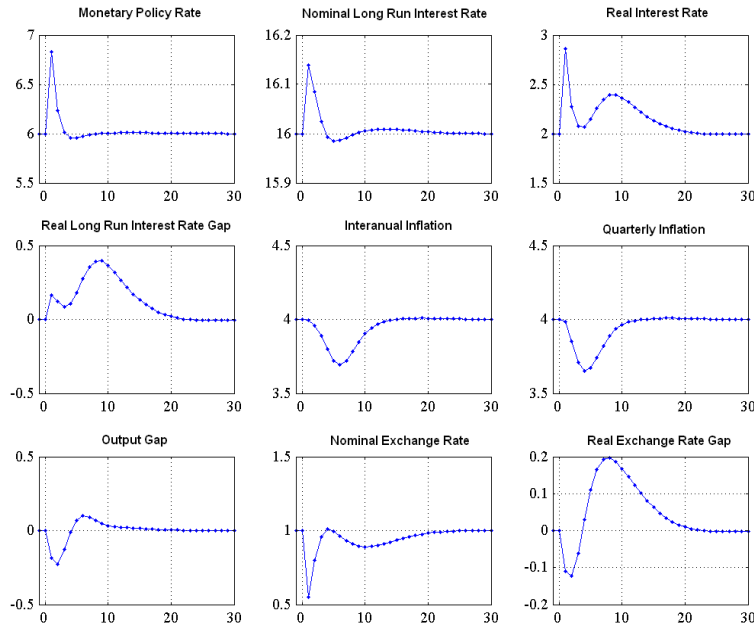 Monetary Policy Rate
Nominal Long Run Interest Rate
Real Interest Rate
7
6.5
6
5.5
0 10 20 30
16.2
16.1
16
15.9
0 10 20 30
3
2.5
2
1.5
0 10 20 30
Real Long Run Interest Rate Gap
Interanual Inflation
Quarterly Inflation
0.5
0
-0.5
0 10 20 30
4.5
4
3.5
0 10 20 30
4.5
4
3.5
0 10 20 30
Output Gap
Nominal Exchange Rate
Real Exchange Rate Gap
0.5
0
-0.5
0 10 20 30
1.5
1
0.5
0 10 20 30
0.2
0.1
0
-0.1
-0.2
0 10 20 30